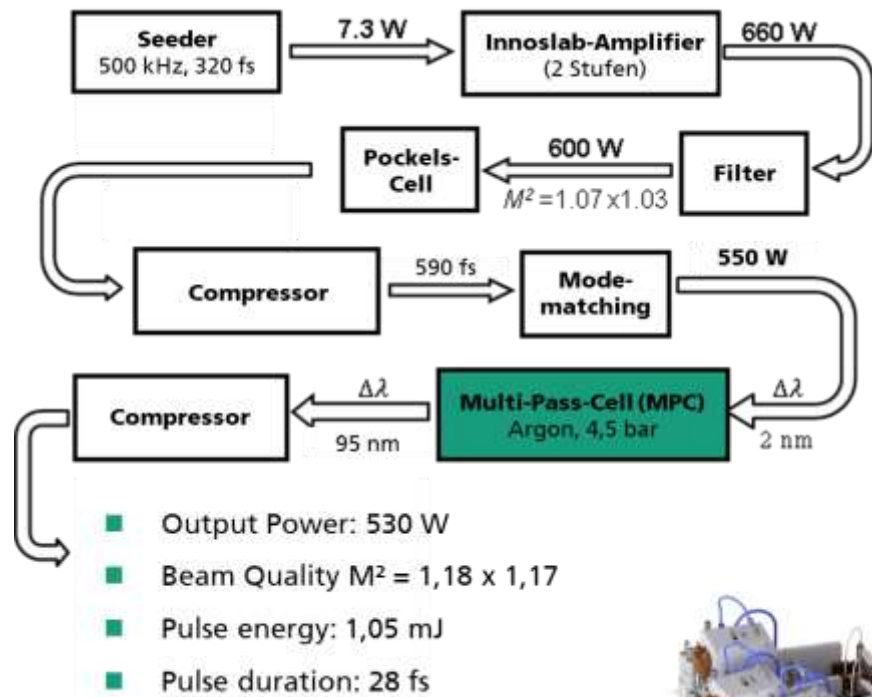 Seeder
500 kHz, 320 fs
7.3 W
Innoslab-Amplifier
(2 Stufen)
660 W
Pockels-
Cell
600 W
M² =1.07 x1.03
Filter
Compressor
590 fs
Mode-
matching
550 W
Compressor
Δλ
95 nm
Multi-Pass-Cell (MPC)
Argon, 4,5 bar
Δλ
2 nm
Output Power: 530 W
Beam Quality M² = 1,18 x 1,17
Pulse energy: 1,05 mJ
Pulse duration: 28 fs